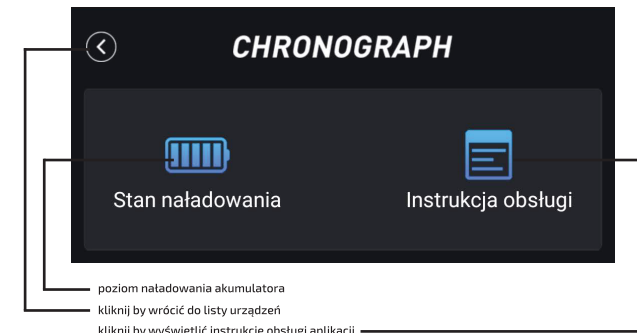 CHRONOGRAPH
Stan naładowania
Instrukcja obsługi
poziom naładowania akumulatora
kliknij by wrócić do listy urządzeń
kliknij by wyświetlić instrukcję obsługi aplikacji